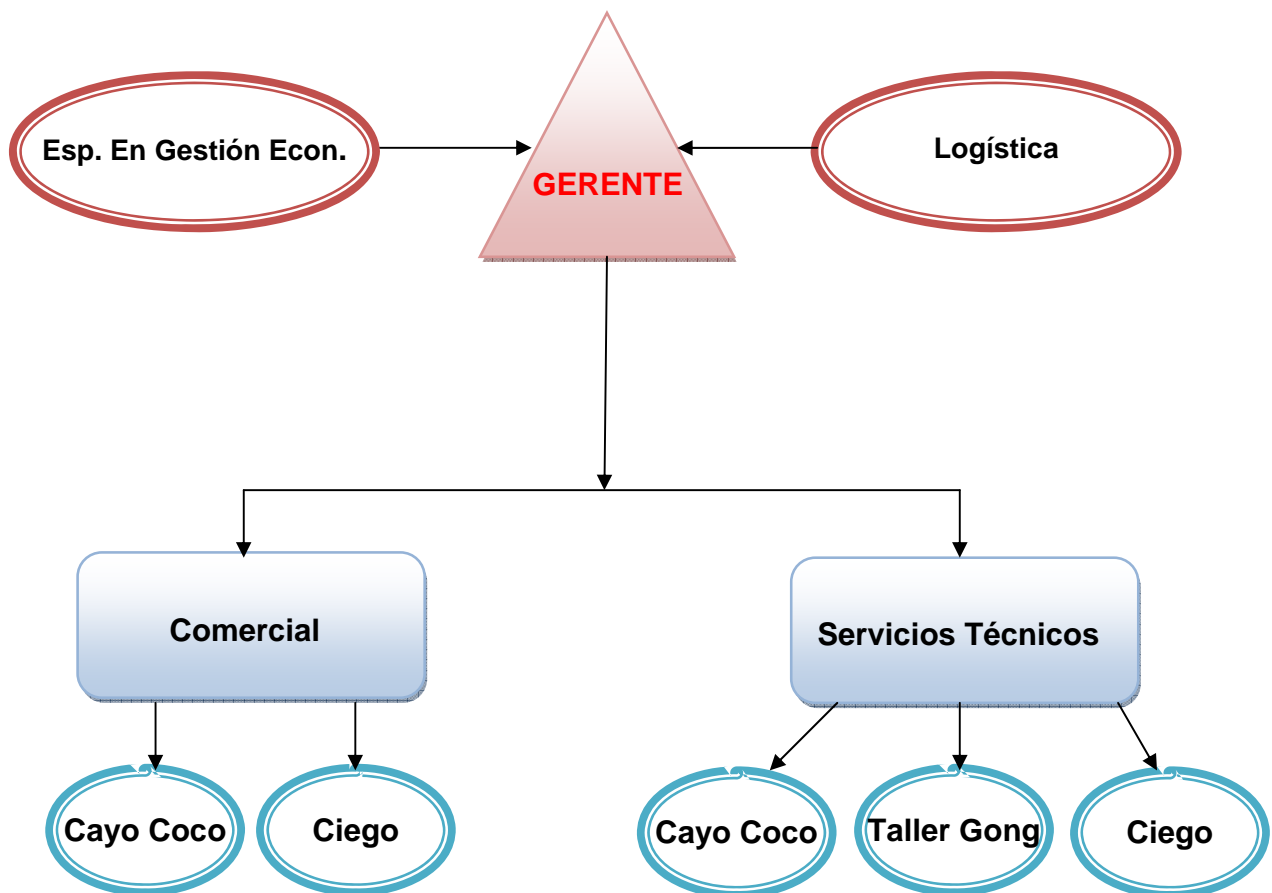 Esp. En Gestión Econ.
Logística
GERENTE
Comercial
Servicios Técnicos
Cayo Coco
Ciego
Cayo Coco
Taller Gong
Ciego